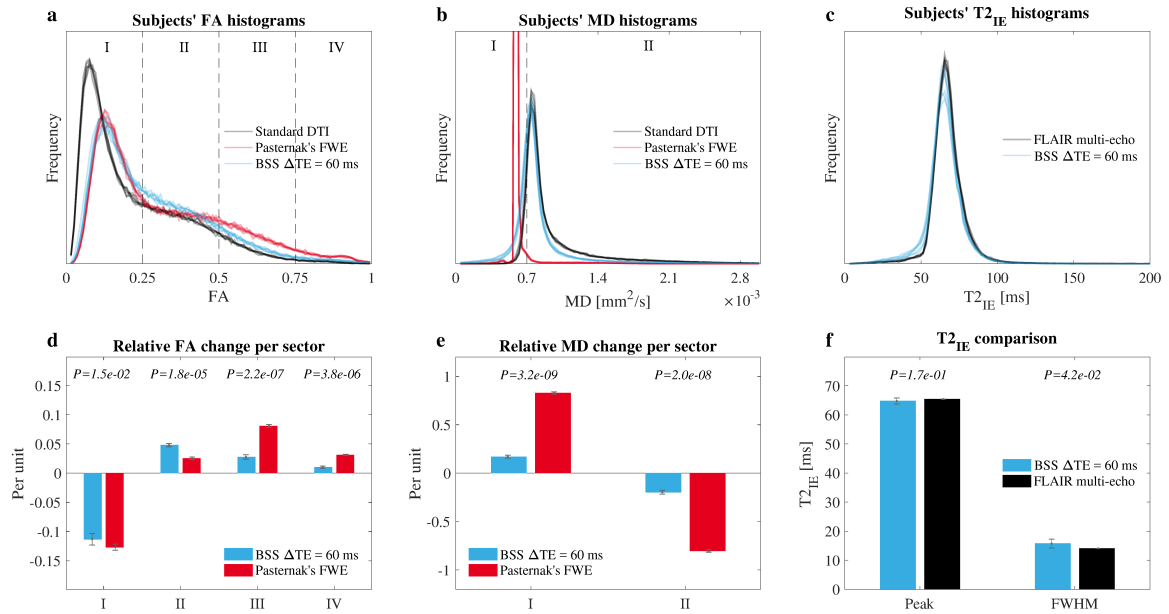 a
Subjects' FA histograms
I II III IV
Frequency
Standard DTI
Pasternak's FWE
BSS ΔTE = 60 ms
0 0.25 0.5 0.75 1
FA
b
Subjects' MD histograms
I II
Frequency
Standard DTI
Pasternak's FWE
BSS ΔTE = 60 ms
0 0.7 1.4 2.1 2.8
MD [mm²/s] × 10⁻³
c
Subjects' T2_IE histograms
Frequency
FLAIR multi-echo
BSS ΔTE = 60 ms
0 50 100 150 200
T2_IE [ms]
d
Relative FA change per sector
P=1.5e-02 P=1.8e-05 P=2.2e-07 P=3.8e-06
Per unit
0.15
0.1
0.05
0
-0.05
-0.1
-0.15
BSS ΔTE = 60 ms
Pasternak's FWE
I II III IV
e
Relative MD change per sector
P=3.2e-09 P=2.0e-08
Per unit
1
0.5
0
-0.5
-1
BSS ΔTE = 60 ms
Pasternak's FWE
I II
f
T2_IE comparison
P=1.7e-01 P=4.2e-02
T2_IE [ms]
70
60
50
40
30
20
10
0
BSS ΔTE = 60 ms
FLAIR multi-echo
Peak FWHM